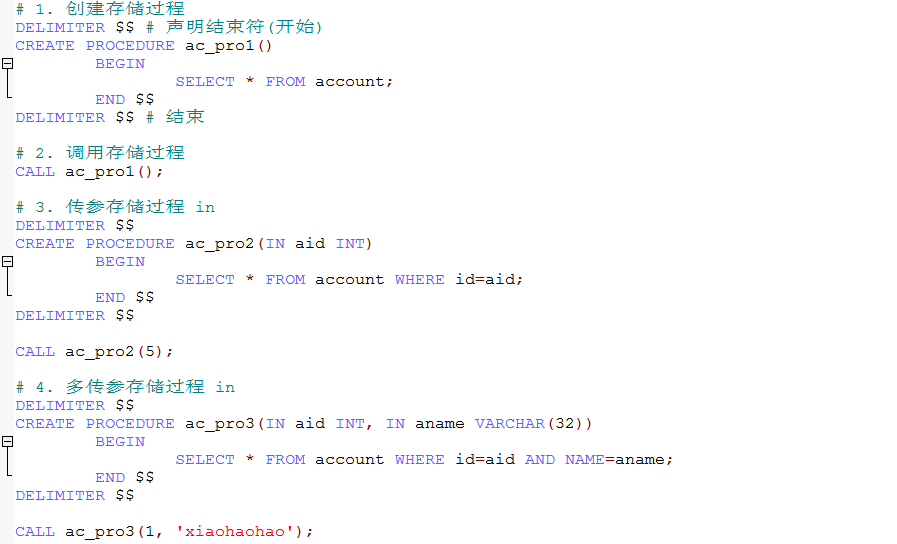 # 1. 创建存储过程
DELIMITER $$ # 声明结束符(开始)
CREATE PROCEDURE ac_pro1()
BEGIN
SELECT * FROM account;
END $$
DELIMITER $$ # 结束
# 2. 调用存储过程
CALL ac_pro1();
# 3. 传参存储过程 in
DELIMITER $$
CREATE PROCEDURE ac_pro2(IN aid INT)
BEGIN
SELECT * FROM account WHERE id=aid;
END $$
DELIMITER $$
CALL ac_pro2(5);
# 4. 多传参存储过程 in
DELIMITER $$
CREATE PROCEDURE ac_pro3(IN aid INT, IN aname VARCHAR(32))
BEGIN
SELECT * FROM account WHERE id=aid AND NAME=aname;
END $$
DELIMITER $$
CALL ac_pro3(1, 'xiaohaohao');